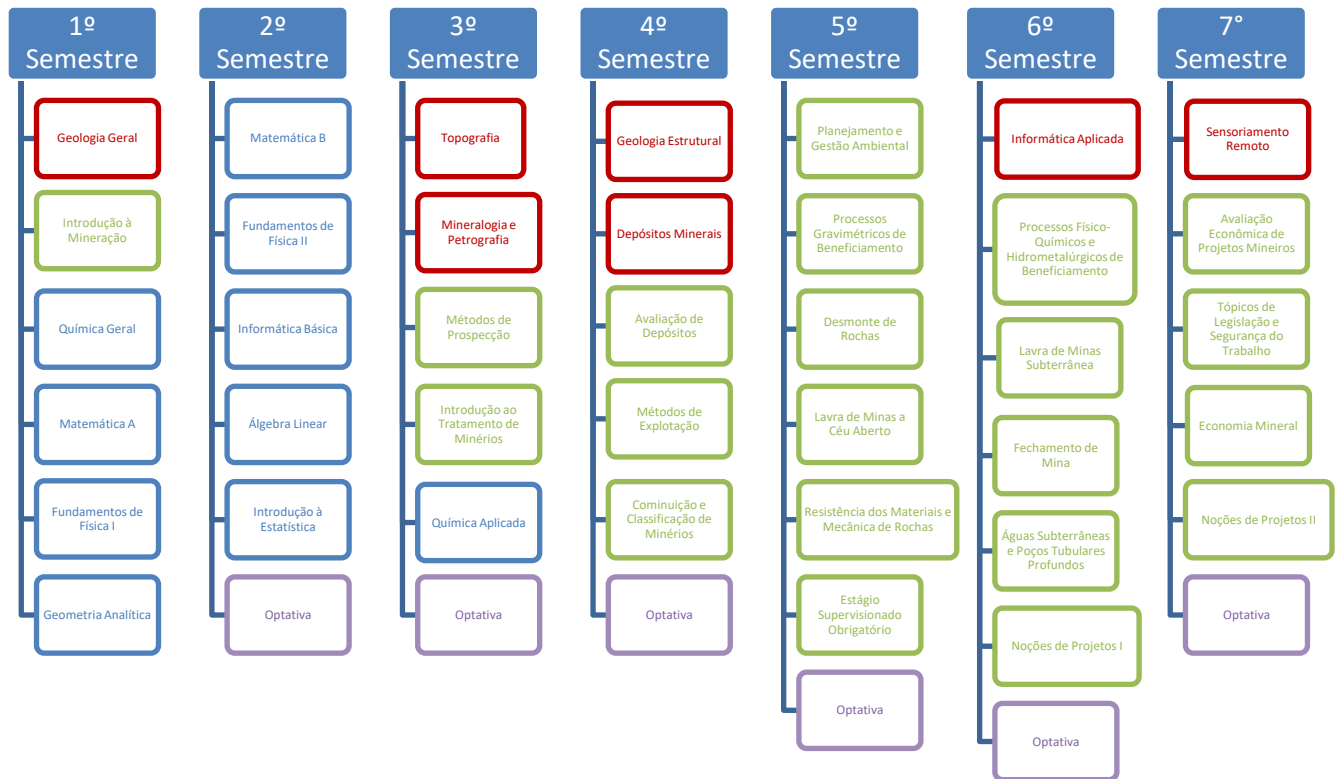 1º
Semestre
Geologia Geral
Introdução à
Mineração
Química Geral
Matemática A
Fundamentos de
Física I
Geometria Analítica
2º
Semestre
Matemática B
Fundamentos de
Física II
Informática Básica
Álgebra Linear
Introdução à
Estatística
Optativa
3º
Semestre
Topografia
Mineralogia e
Petrografia
Métodos de
Prospecção
Introdução ao
Tratamento de
Minérios
Química Aplicada
Optativa
4º
Semestre
Geologia Estrutural
Depósitos Minerais
Avaliação de
Depósitos
Métodos de
Explotação
Cominuição e
Classificação de
Minérios
Optativa
5º
Semestre
Planejamento e
Gestão Ambiental
Processos
Gravimétricos de
Beneficiamento
Desmonte de
Rochas
Lavra de Minas a
Céu Aberto
Resistência dos Materiais e
Mecânica de Rochas
Estágio
Supervisionado
Obrigatório
Optativa
6º
Semestre
Informática Aplicada
Processos Físico-
Químicos e
Hidrometalúrgicos de
Beneficiamento
Lavra de Minas
Subterrânea
Fechamento de
Mina
Águas Subterrâneas
e Poços Tubulares
Profundos
Noções de Projetos I
Optativa
7°
Semestre
Sensoriamento
Remoto
Avaliação
Econômica de
Projetos Mineiros
Tópicos de
Legislação e
Segurança do
Trabalho
Economia Mineral
Noções de Projetos II
Optativa